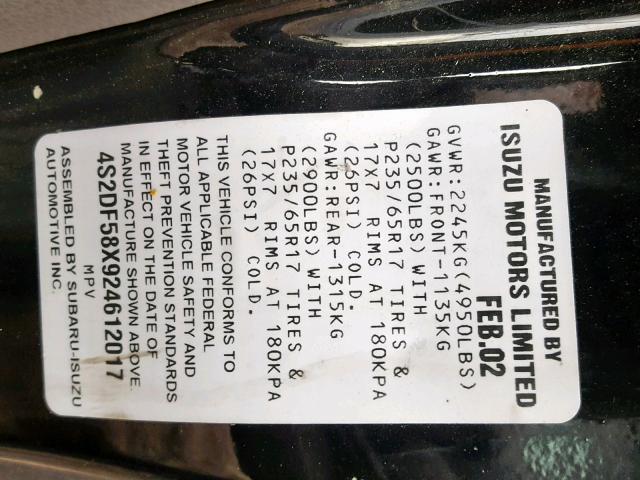 MANUFACTURED BY
ISUZU MOTORS LIMITED
FEB.02
GVWR:2245KG(4950LBS)
GAWR:FRONT-1135KG
(2500LBS) WITH
P235/65R17 TIRES &
17X7 RIMS AT 180KPA
(26PSI) COLD.
GAWR:REAR-1315KG
(2900LBS) WITH
P235/65R17 TIRES &
17X7 RIMS AT 180KPA
(26PSI) COLD.
THIS VEHICLE CONFORMS TO
ALL APPLICABLE FEDERAL
MOTOR VEHICLE SAFETY AND
THEFT PREVENTION STANDARDS
IN EFFECT ON THE DATE OF
MANUFACTURE SHOWN ABOVE.
4S2DF58X924612017
MPV
ASSEMBLED BY SUBARU-ISUZU
AUTOMOTIVE INC.